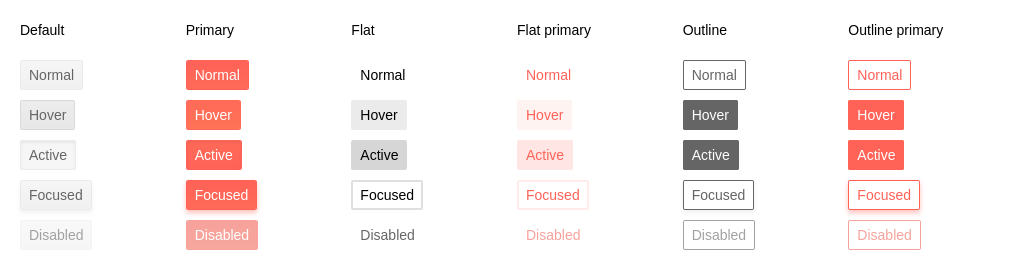 Default Primary Flat Flat primary Outline Outline primary
Normal Normal Normal Normal Normal Normal
Hover Hover Hover Hover Hover Hover
Active Active Active Active Active Active
Focused Focused Focused Focused Focused Focused
Disabled Disabled Disabled Disabled Disabled Disabled